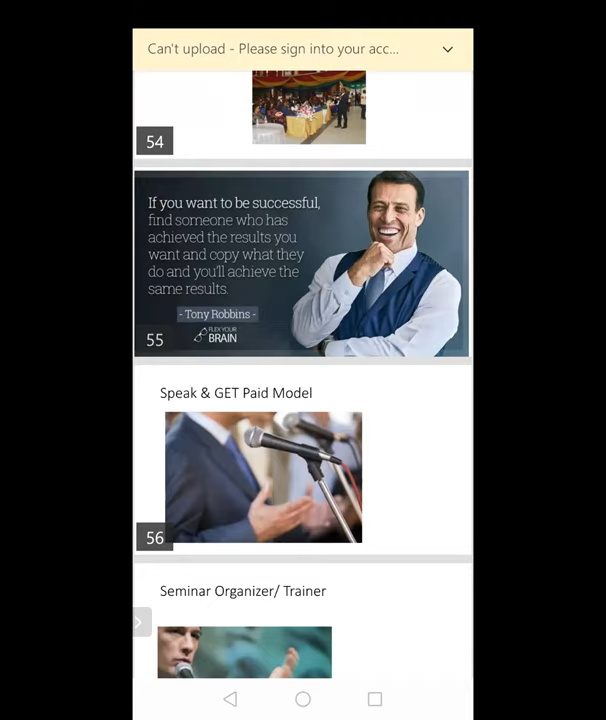 Can't upload - Please sign into your acc...
54
If you want to be successful,
find someone who has
achieved the results you
want and copy what they
do and you'll achieve the
same results.
- Tony Robbins -
FLEX YOUR
BRAIN
55
Speak & GET Paid Model
56
Seminar Organizer/ Trainer